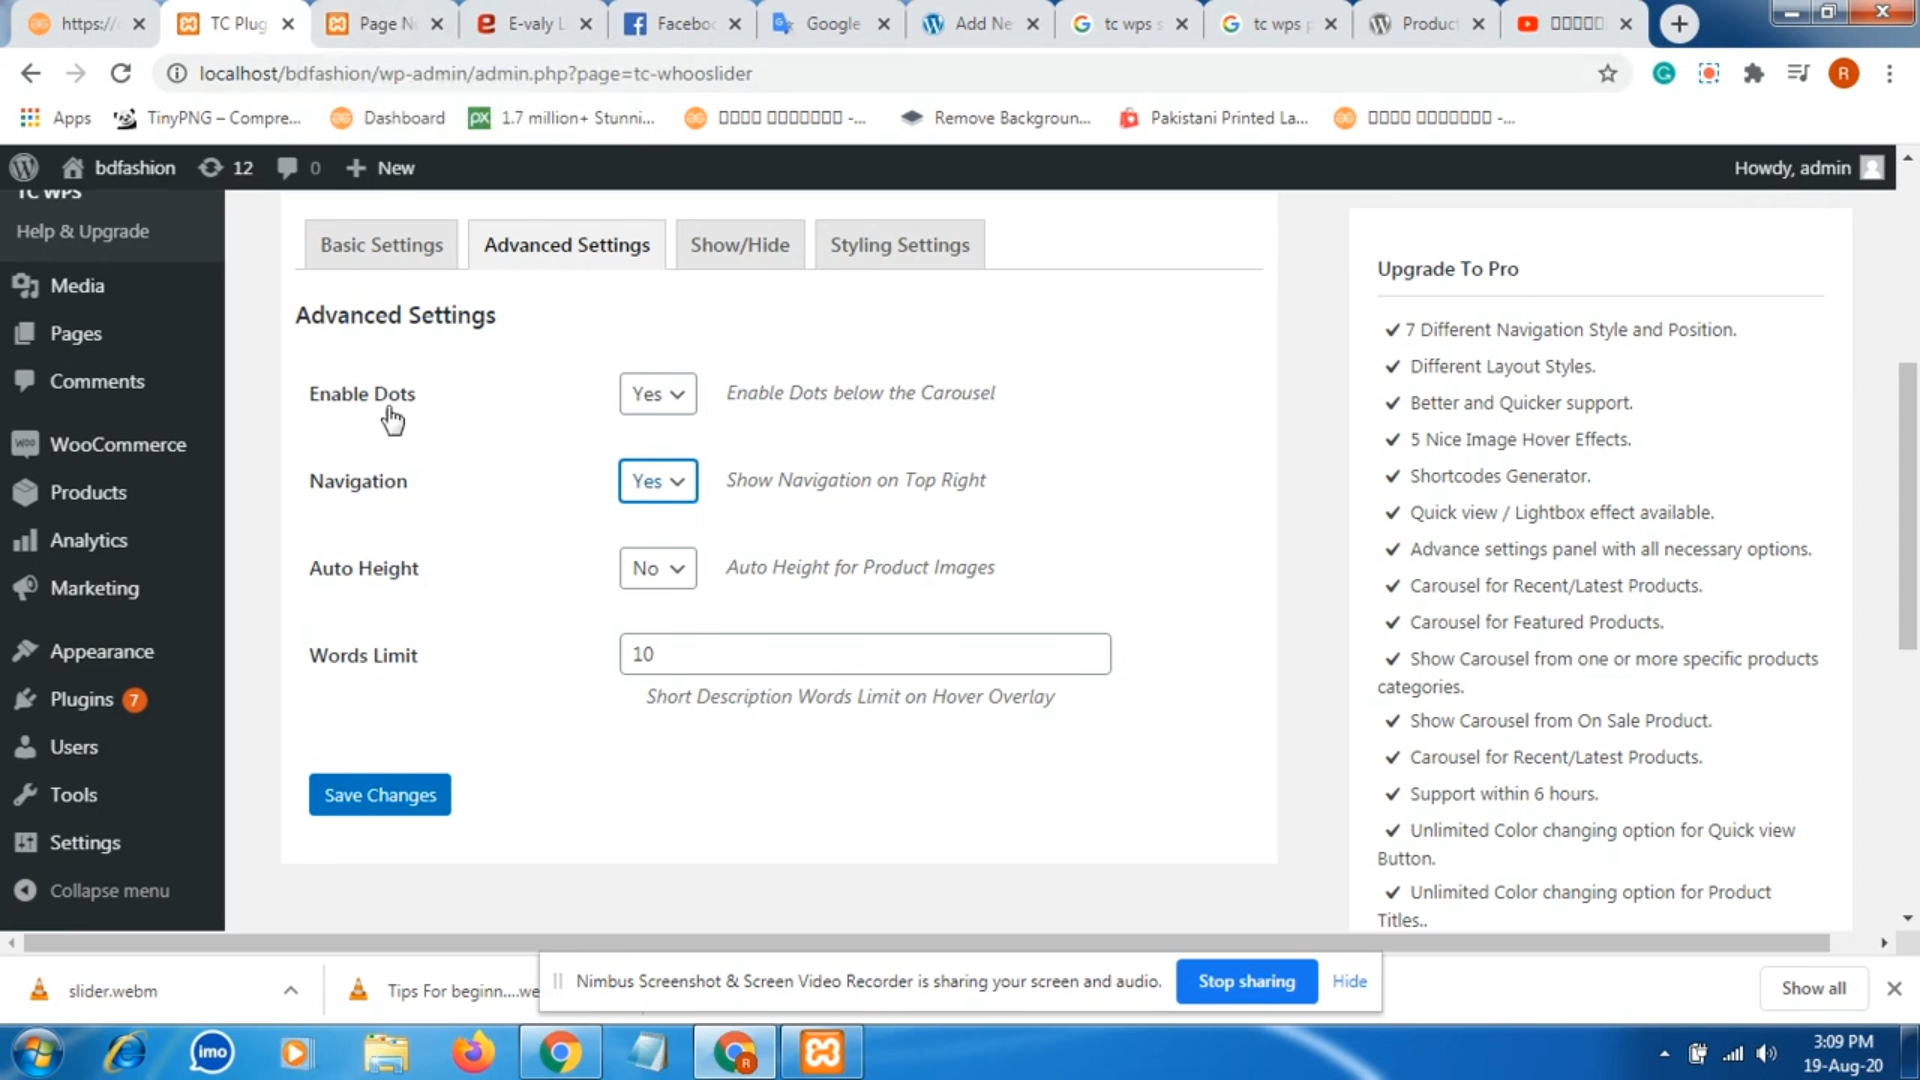 https://
TC Plug
Page N
E-valy L
Faceboo
Google
Add Ne
tc wps s
tc wps p
Product
localhost/bdfashion/wp-admin/admin.php?page=tc-whooslider
R
Apps
TinyPNG – Compre...
Dashboard
px
1.7 million+ Stunni...
Remove Backgroun...
Pakistani Printed La...
bdfashion
12
0
New
Howdy, admin
TC WPS
Help & Upgrade
Media
Pages
Comments
WooCommerce
Products
Analytics
Marketing
Appearance
Plugins 7
Users
Tools
Settings
Collapse menu
Basic Settings
Advanced Settings
Show/Hide
Styling Settings
Advanced Settings
Enable Dots
Yes
Enable Dots below the Carousel
Navigation
Yes
Show Navigation on Top Right
Auto Height
No
Auto Height for Product Images
Words Limit
10
Short Description Words Limit on Hover Overlay
Save Changes
Upgrade To Pro
✔ 7 Different Navigation Style and Position.
✔ Different Layout Styles.
✔ Better and Quicker support.
✔ 5 Nice Image Hover Effects.
✔ Shortcodes Generator.
✔ Quick view / Lightbox effect available.
✔ Advance settings panel with all necessary options.
✔ Carousel for Recent/Latest Products.
✔ Carousel for Featured Products.
✔ Show Carousel from one or more specific products
categories.
✔ Show Carousel from On Sale Product.
✔ Carousel for Recent/Latest Products.
✔ Support within 6 hours.
✔ Unlimited Color changing option for Quick view
Button.
✔ Unlimited Color changing option for Product
Titles..
slider.webm
Tips For beginn....we
Nimbus Screenshot & Screen Video Recorder is sharing your screen and audio.
Stop sharing
Hide
Show all
imo
R
3:09 PM
19-Aug-20